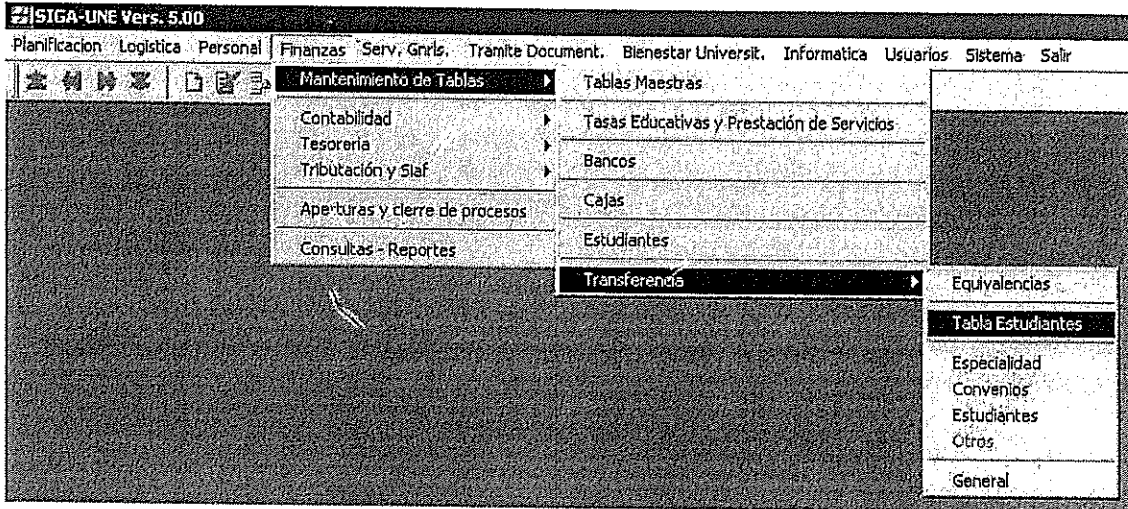 SIGA-UNE Vers. 5.00
Planificacion Logistica Personal Finanzas Serv. Gnrls. Tramite Document. Bienestar Universit. Informatica Usuarios Sistema Salir
Mantenimiento de Tablas
Contabilidad
Tesoreria
Tributación y Siaf
Aperturas y cierre de procesos
Consultas - Reportes
Tablas Maestras
Tasas Educativas y Prestación de Servicios
Bancos
Cajas
Estudiantes
Transferencia
Equivalencias
Tabla Estudiantes
Especialidad
Convenios
Estudiantes
Otros
General